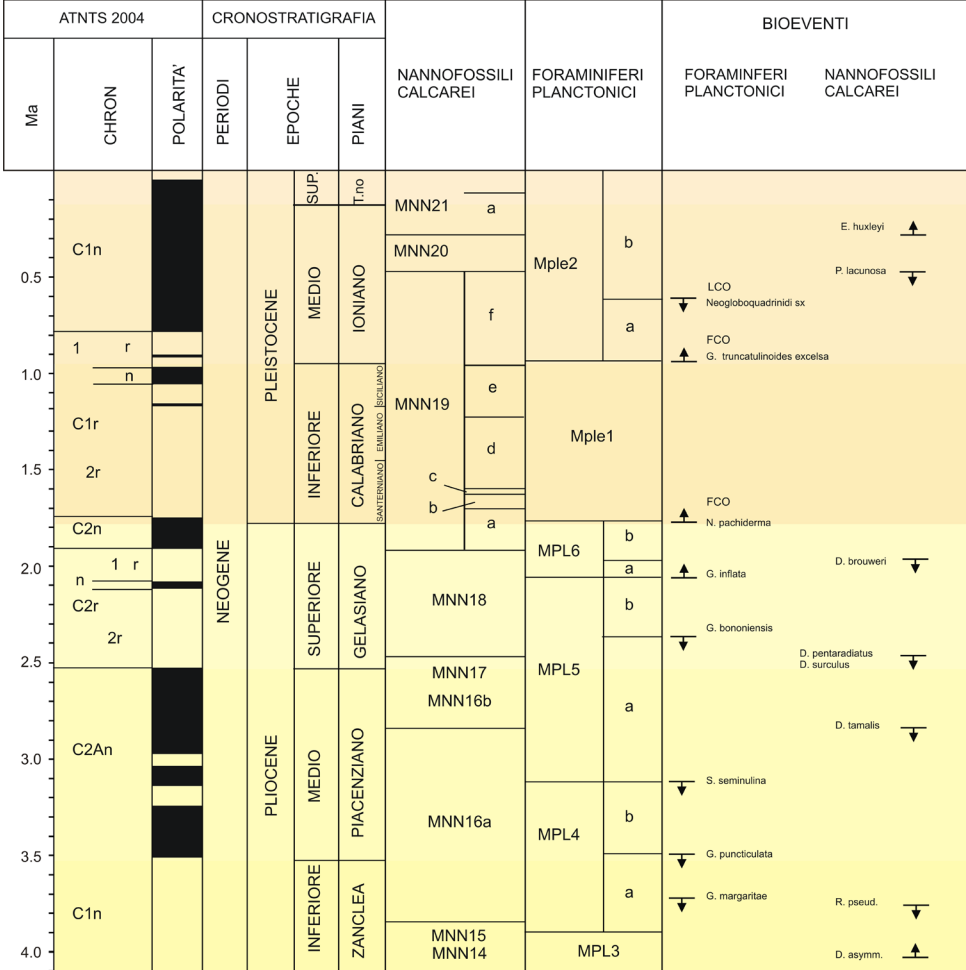 ATNTS 2004
CRONOSTRATIGRAFIA
BIOEVENTI
Ma
CHRON
POLARITA'
PERIODI
EPOCHE
PIANI
NANNOFOSSILI
CALCAREI
FORAMINIFERI
PLANCTONICI
FORAMINFERI
PLANCTONICI
NANNOFOSSILI
CALCAREI
0.5
1.0
1.5
2.0
2.5
3.0
3.5
4.0
C1n
1 r
n
C1r
2r
C2n
1 r
n
C2r
2r
C2An
C1n
NEOGENE
PLEISTOCENE
PLIOCENE
SUP.
MEDIO
INFERIORE
SUPERIORE
MEDIO
INFERIORE
T.no
IONIANO
CALABRIANO
SICILIANO
EMILIANO
SANTERNIANO
GELASIANO
PIACENZIANO
ZANCLEA
MNN21
a
MNN20
MNN19
f
e
d
c
b
a
MNN18
MNN17
MNN16b
MNN16a
MNN15
MNN14
Mple2
b
a
Mple1
MPL6
b
a
MPL5
b
a
MPL4
b
a
MPL3
LCO
Neogloboquadrinidi sx
FCO
G. truncatulinoides excelsa
FCO
N. pachiderma
G. inflata
G. bononiensis
S. seminulina
G. puncticulata
G. margaritae
E. huxleyi
P. lacunosa
D. brouweri
D. pentaradiatus
D. surculus
D. tamalis
R. pseud.
D. asymm.